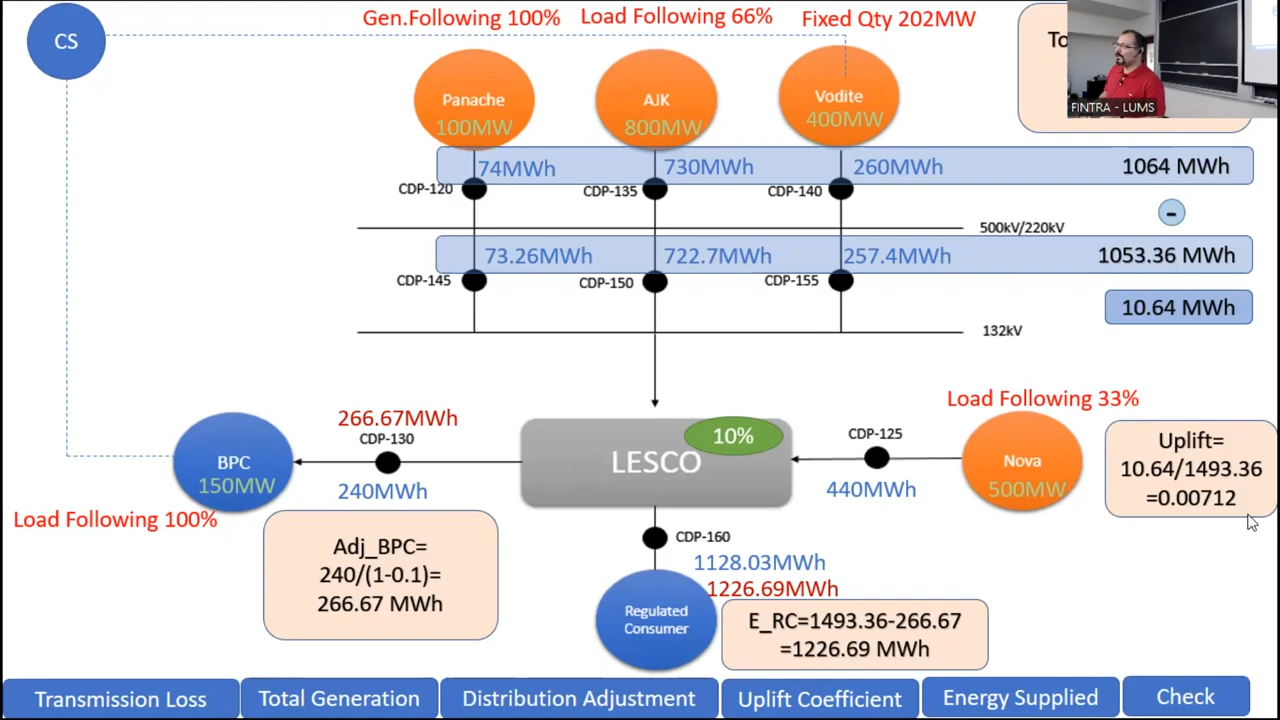 CS
Gen.Following 100%
Load Following 66%
Fixed Qty 202MW
To
FINTRA - LUMS
Panache
100MW
AJK
800MW
Vodite
400MW
74MWh
730MWh
260MWh
1064 MWh
CDP-120
CDP-135
CDP-140
-
500kV/220kV
73.26MWh
722.7MWh
257.4MWh
1053.36 MWh
CDP-145
CDP-150
CDP-155
10.64 MWh
132kV
Load Following 33%
266.67MWh
CDP-130
10%
CDP-125
BPC
150MW
LESCO
Nova
500MW
Uplift=
10.64/1493.36
=0.00712
240MWh
440MWh
Load Following 100%
CDP-160
Adj_BPC=
240/(1-0.1)=
266.67 MWh
1128.03MWh
1226.69MWh
Regulated
Consumer
E_RC=1493.36-266.67
=1226.69 MWh
Transmission Loss
Total Generation
Distribution Adjustment
Uplift Coefficient
Energy Supplied
Check